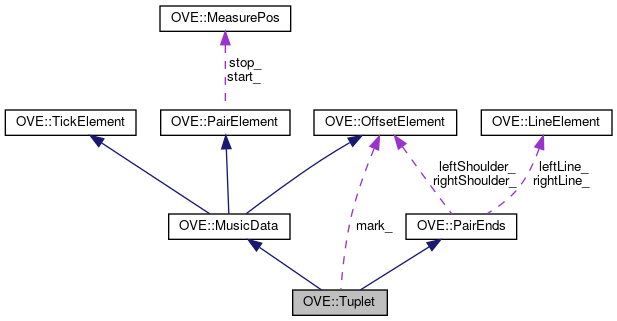 OVE::MeasurePos
stop_
start_
OVE::TickElement
OVE::PairElement
OVE::OffsetElement
OVE::LineElement
leftShoulder_
rightShoulder_
leftLine_
rightLine_
OVE::MusicData
mark_
OVE::PairEnds
OVE::Tuplet